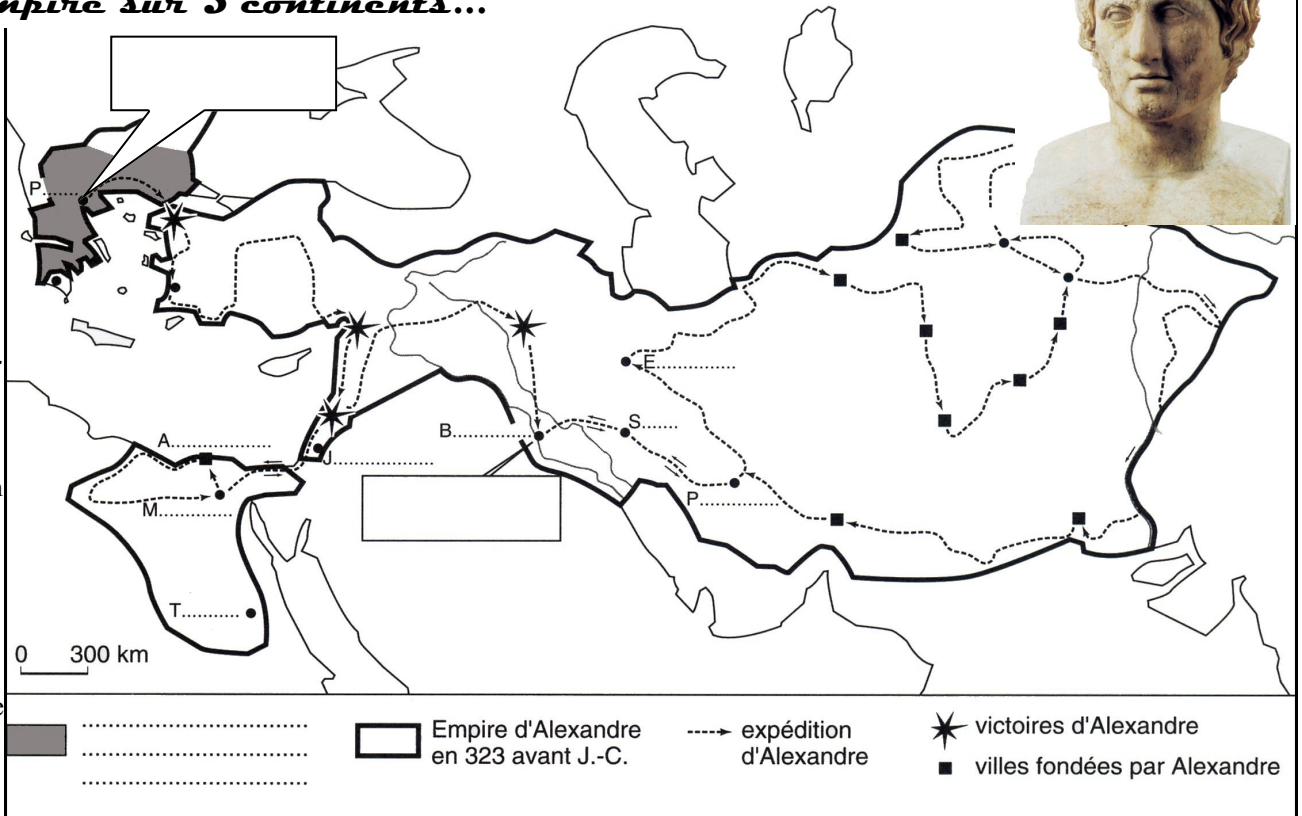 mpire sur 3 continents...
P......
E..............
S......
A..................
B...............
J..................
P..............
M..............
T..........
0 300 km
..........................................
..........................................
..........................................
Empire d'Alexandre
en 323 avant J.-C.
expédition
d'Alexandre
victoires d'Alexandre
villes fondées par Alexandre